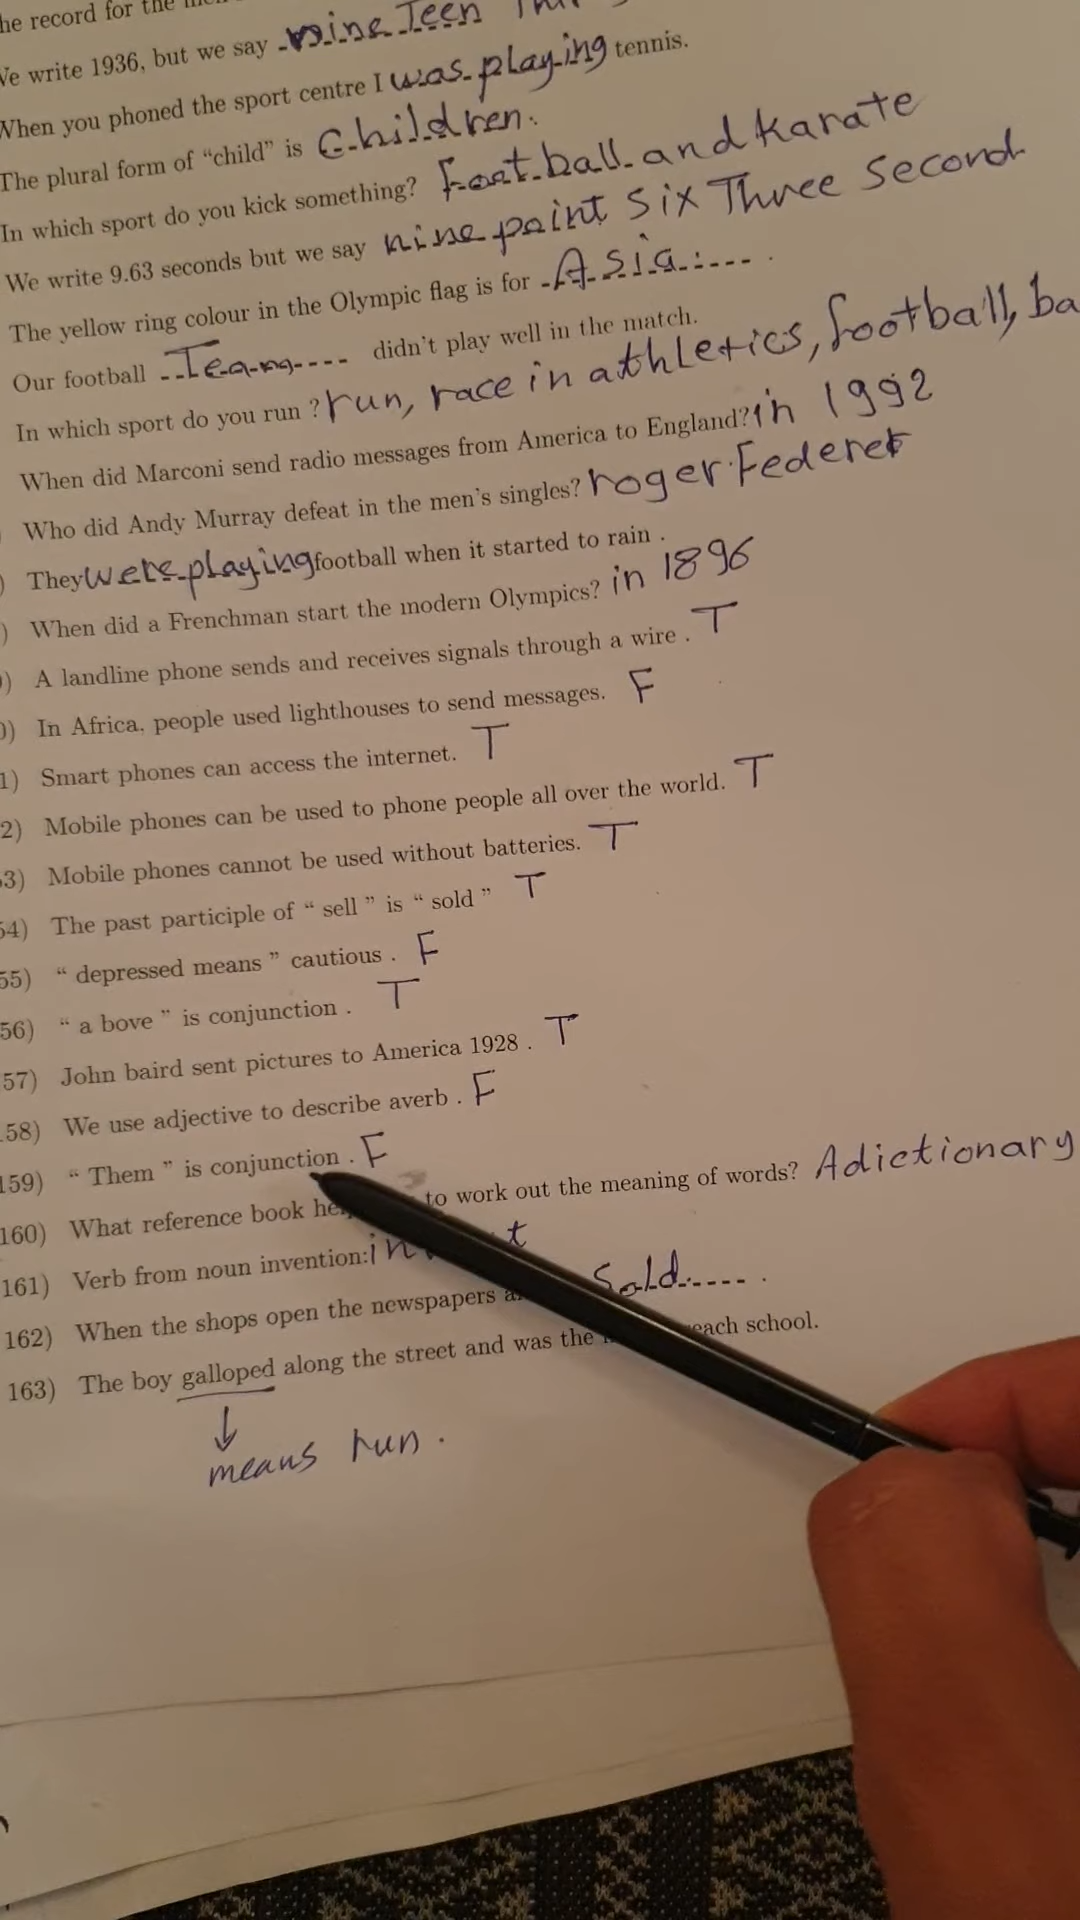 he record for the
We write 1936, but we say nine Teen
When you phoned the sport centre I was playing tennis.
The plural form of “child” is Children.
In which sport do you kick something? Football and karate
We write 9.63 seconds but we say nine point six Three second
The yellow ring colour in the Olympic flag is for Asia .
Our football Team didn't play well in the match.
In which sport do you run ? run, race in athletics, football, ba
When did Marconi send radio messages from America to England? in 1992
Who did Andy Murray defeat in the men's singles? roger Federer
) They were playing football when it started to rain .
) When did a Frenchman start the modern Olympics? in 1896
) A landline phone sends and receives signals through a wire . T
0) In Africa, people used lighthouses to send messages. F
1) Smart phones can access the internet. T
2) Mobile phones can be used to phone people all over the world. T
53) Mobile phones cannot be used without batteries. T
54) The past participle of “ sell ” is “ sold ” T
55) “ depressed means ” cautious . F
56) “ a bove ” is conjunction . T
57) John baird sent pictures to America 1928 . T
158) We use adjective to describe averb . F
159) “ Them ” is conjunction . F
160) What reference book to work out the meaning of words? Adictionary
161) Verb from noun invention:
162) When the shops open the newspapers Sold .
163) The boy galloped along the street and was the each school.
↓
means run .